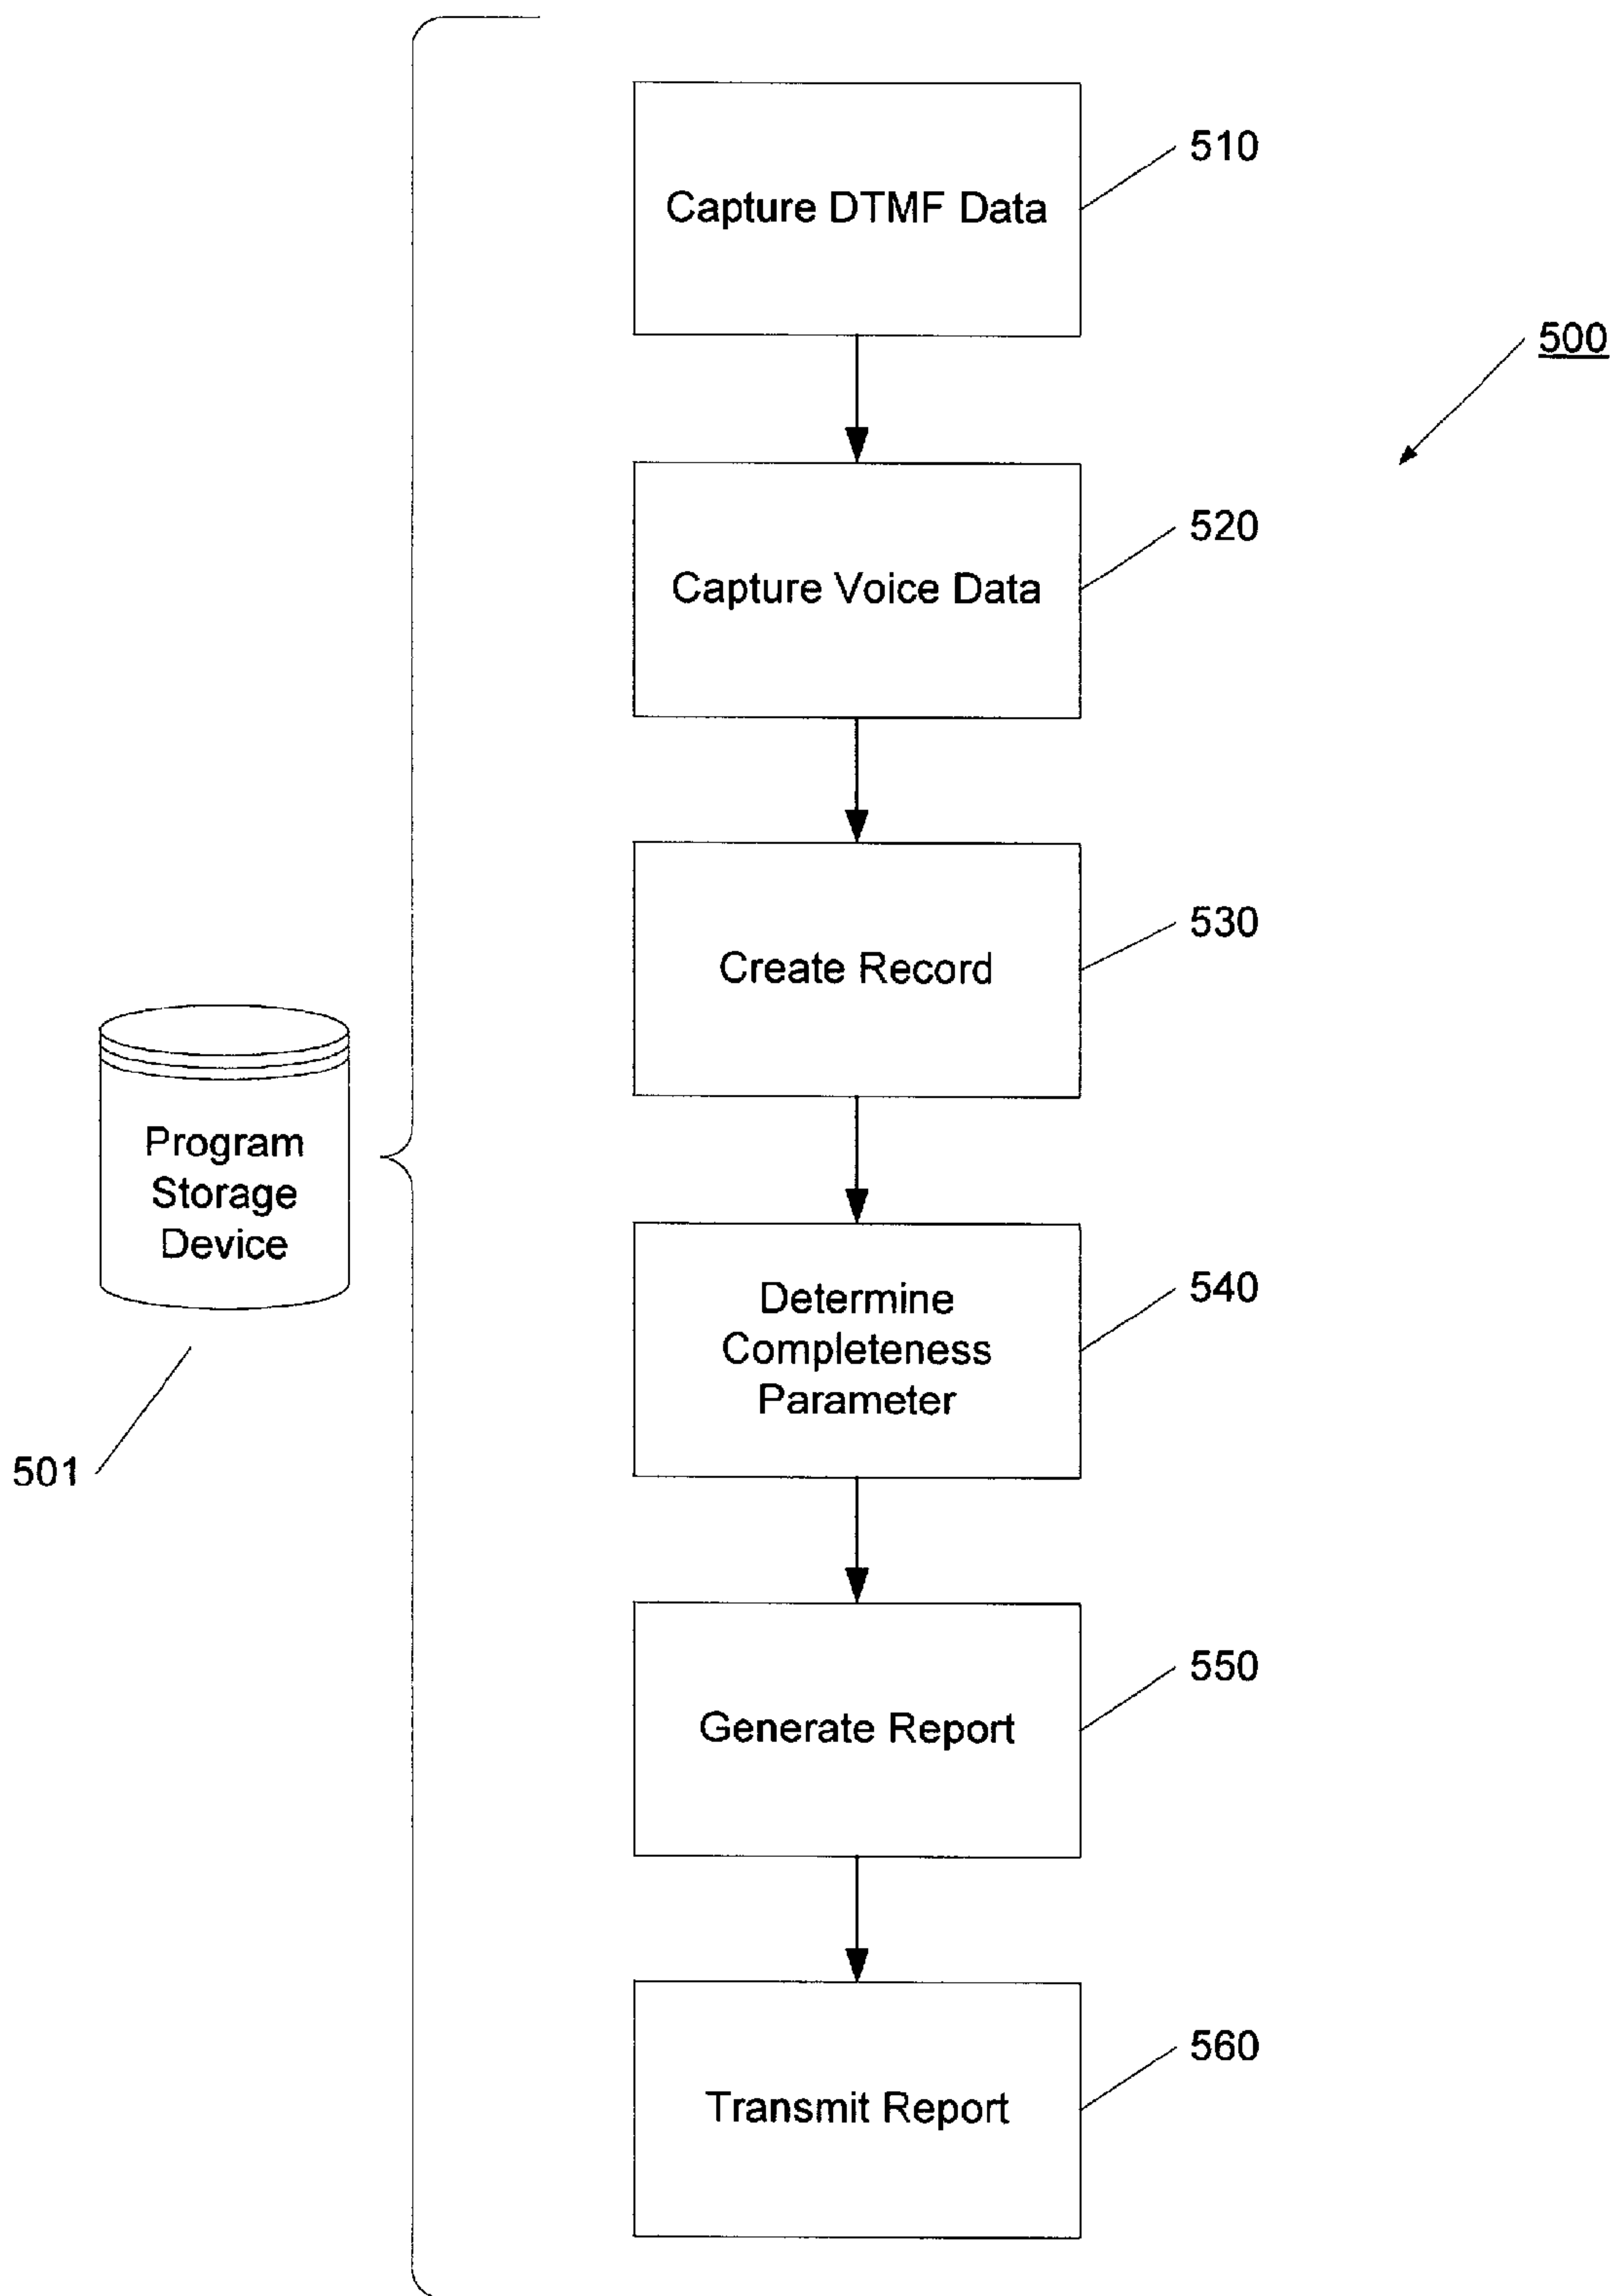 510
Capture DTMF Data
500
520
Capture Voice Data
530
Create Record
Program
Storage
Device
501
540
Determine
Completeness
Parameter
550
Generate Report
560
Transmit Report